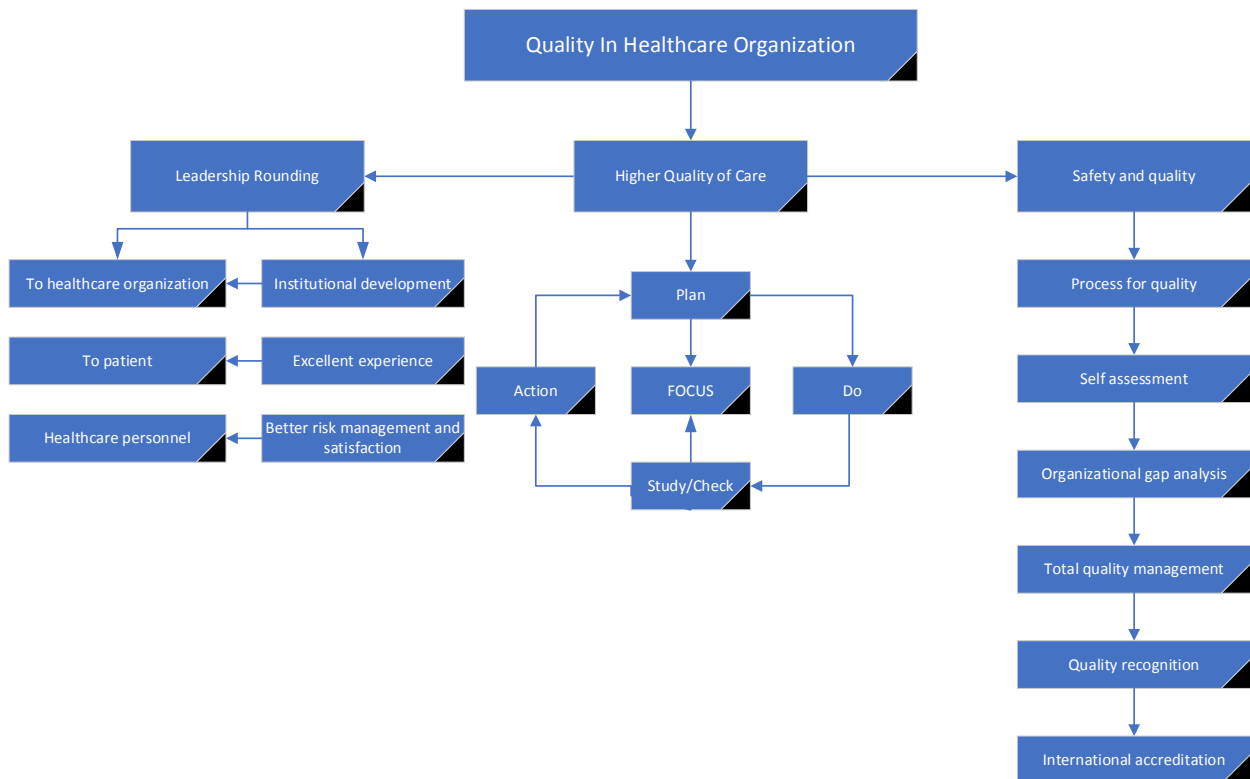 Quality In Healthcare Organization
Leadership Rounding
Higher Quality of Care
Safety and quality
To healthcare organization
Institutional development
Plan
Process for quality
To patient
Excellent experience
Action
FOCUS
Do
Self assessment
Healthcare personnel
Better risk management and
satisfaction
Study/Check
Organizational gap analysis
Total quality management
Quality recognition
International accreditation